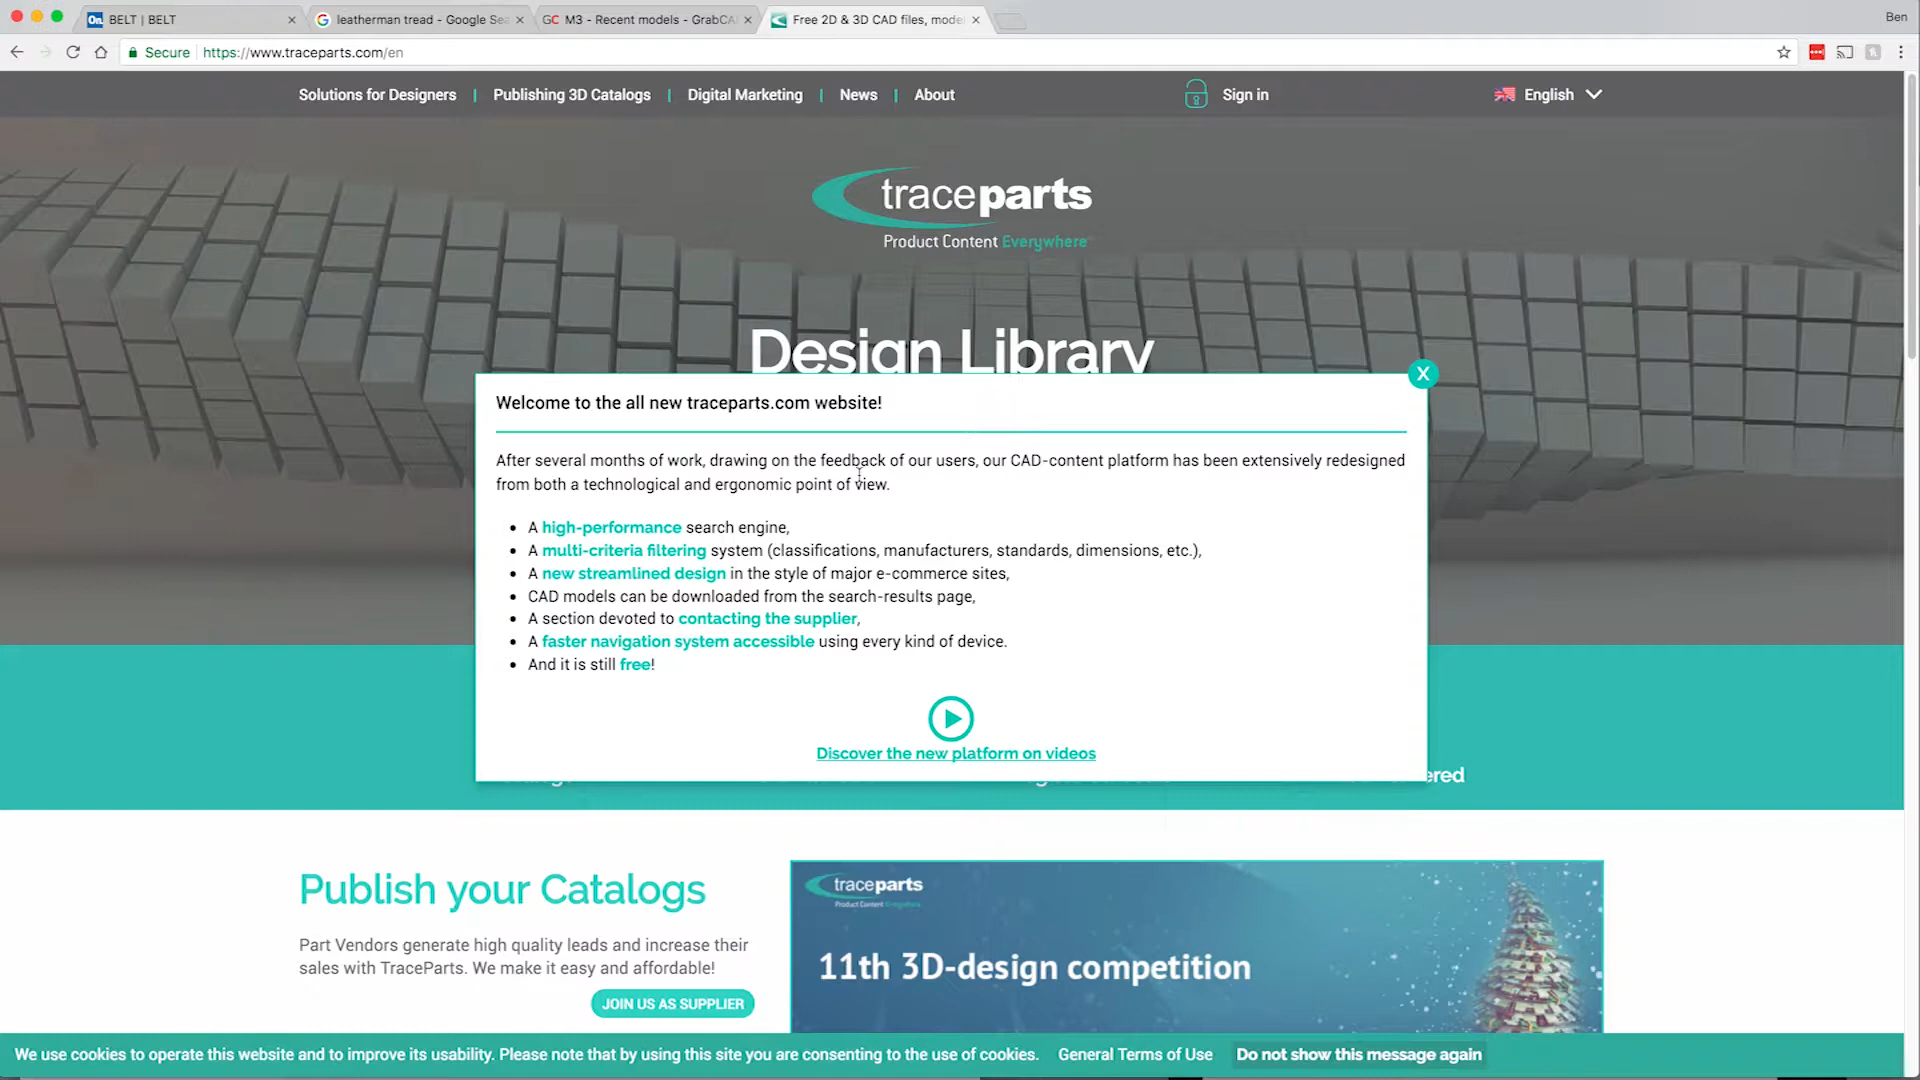 BELT | BELT
leatherman tread - Google Sea
M3 - Recent models - GrabCA
Free 2D & 3D CAD files, mode
Ben
Secure
https://www.traceparts.com/en
Solutions for Designers | Publishing 3D Catalogs | Digital Marketing | News | About
Sign in
English
traceparts
Product Content Everywhere
Design Library
X
Welcome to the all new traceparts.com website!
After several months of work, drawing on the feedback of our users, our CAD-content platform has been extensively redesigned
from both a technological and ergonomic point of view.
• A high-performance search engine,
• A multi-criteria filtering system (classifications, manufacturers, standards, dimensions, etc.),
• A new streamlined design in the style of major e-commerce sites,
• CAD models can be downloaded from the search-results page,
• A section devoted to contacting the supplier,
• A faster navigation system accessible using every kind of device.
• And it is still free!
Discover the new platform on videos
ered
Publish your Catalogs
Part Vendors generate high quality leads and increase their
sales with TraceParts. We make it easy and affordable!
JOIN US AS SUPPLIER
traceparts
Product Content Everywhere
11th 3D-design competition
We use cookies to operate this website and to improve its usability. Please note that by using this site you are consenting to the use of cookies.
General Terms of Use
Do not show this message again